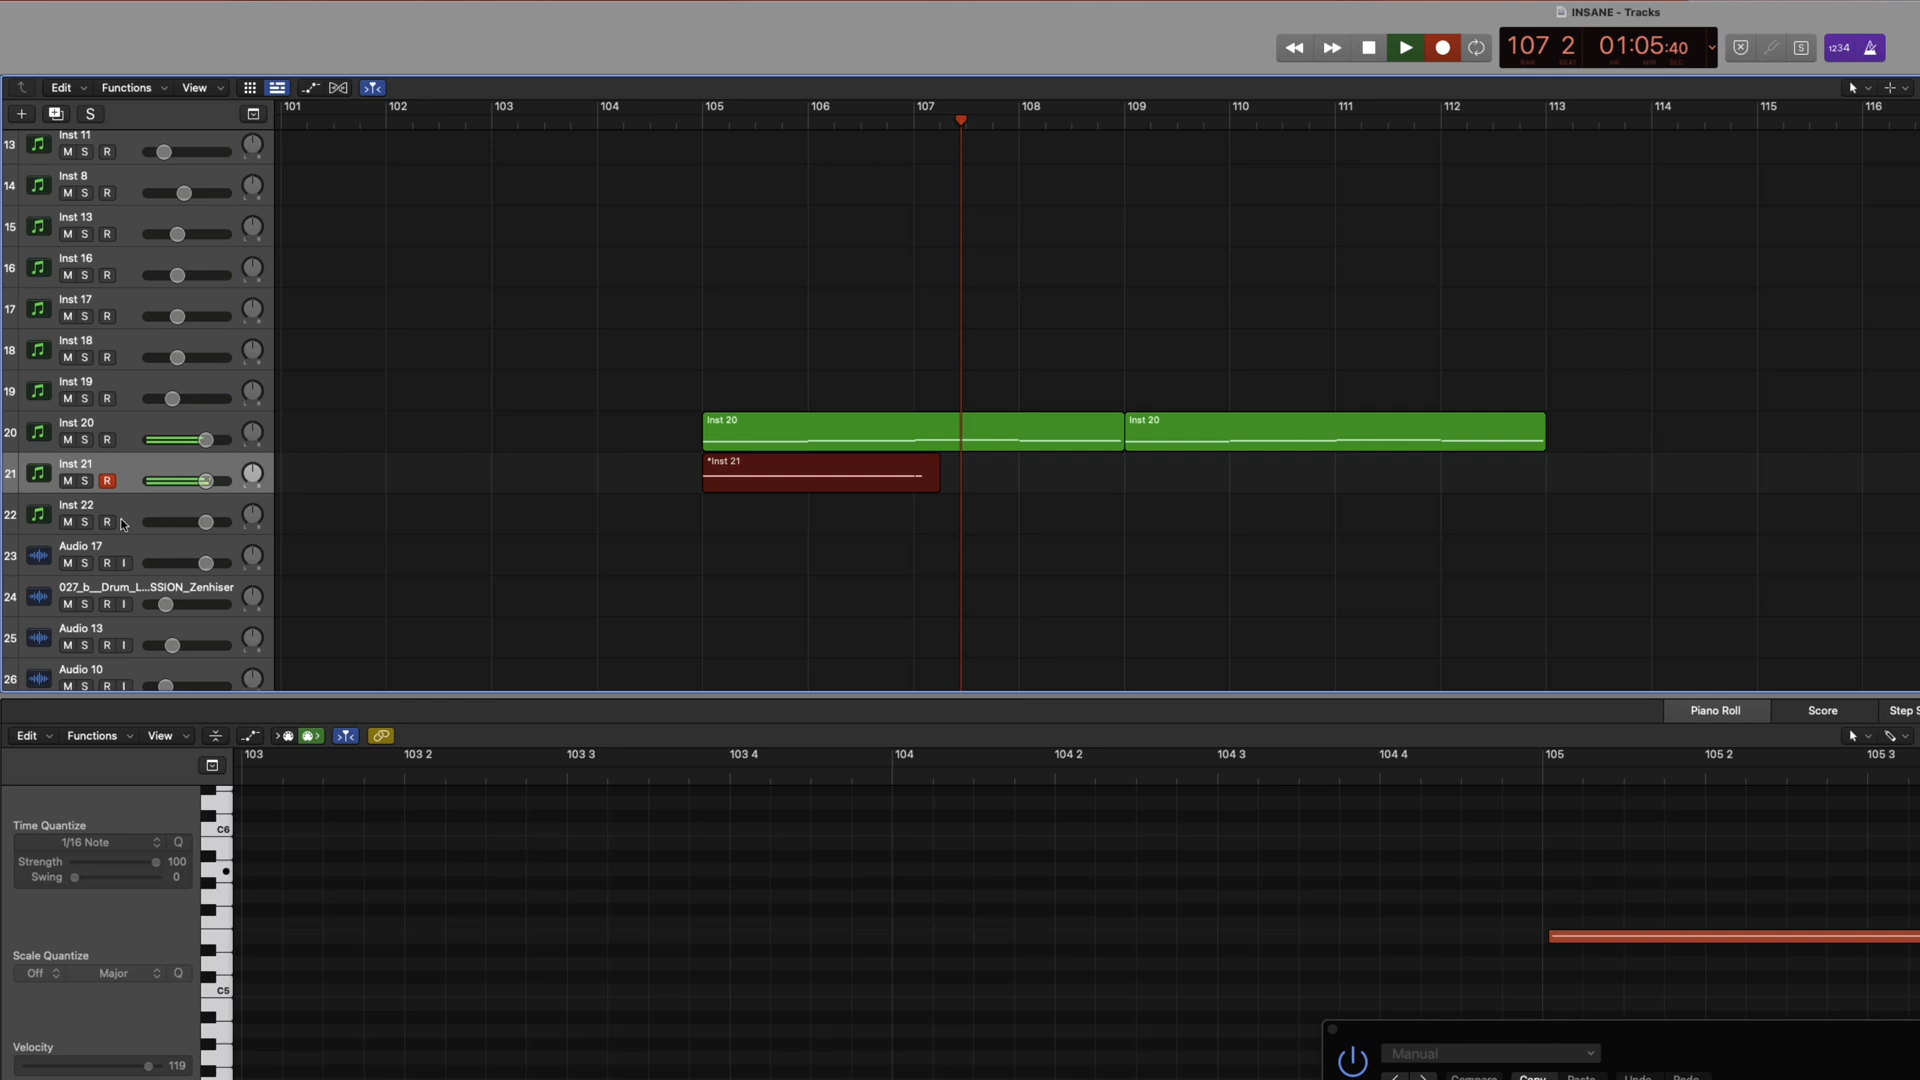 INSANE - Tracks
107 2 01:05:40
BAR BEAT HR MIN SEC
S 1234
Edit Functions View
+ S
101 102 103 104 105 106 107 108 109 110 111 112 113 114 115 116
13 Inst 11
M S R
14 Inst 8
M S R
15 Inst 13
M S R
16 Inst 16
M S R
17 Inst 17
M S R
18 Inst 18
M S R
19 Inst 19
M S R
20 Inst 20
M S R
Inst 20 Inst 20
21 Inst 21
M S R
*Inst 21
22 Inst 22
M S R
23 Audio 17
M S R I
24 027_b__Drum_L...SSION_Zenhiser
M S R I
25 Audio 13
M S R I
26 Audio 10
M S R I
Piano Roll Score Step S
Edit Functions View
103 103 2 103 3 103 4 104 104 2 104 3 104 4 105 105 2 105 3
Time Quantize
1/16 Note Q
Strength 100
Swing 0
C6
Scale Quantize
Off Major Q
C5
Velocity
119
Manual
Compare Copy Paste Undo Redo